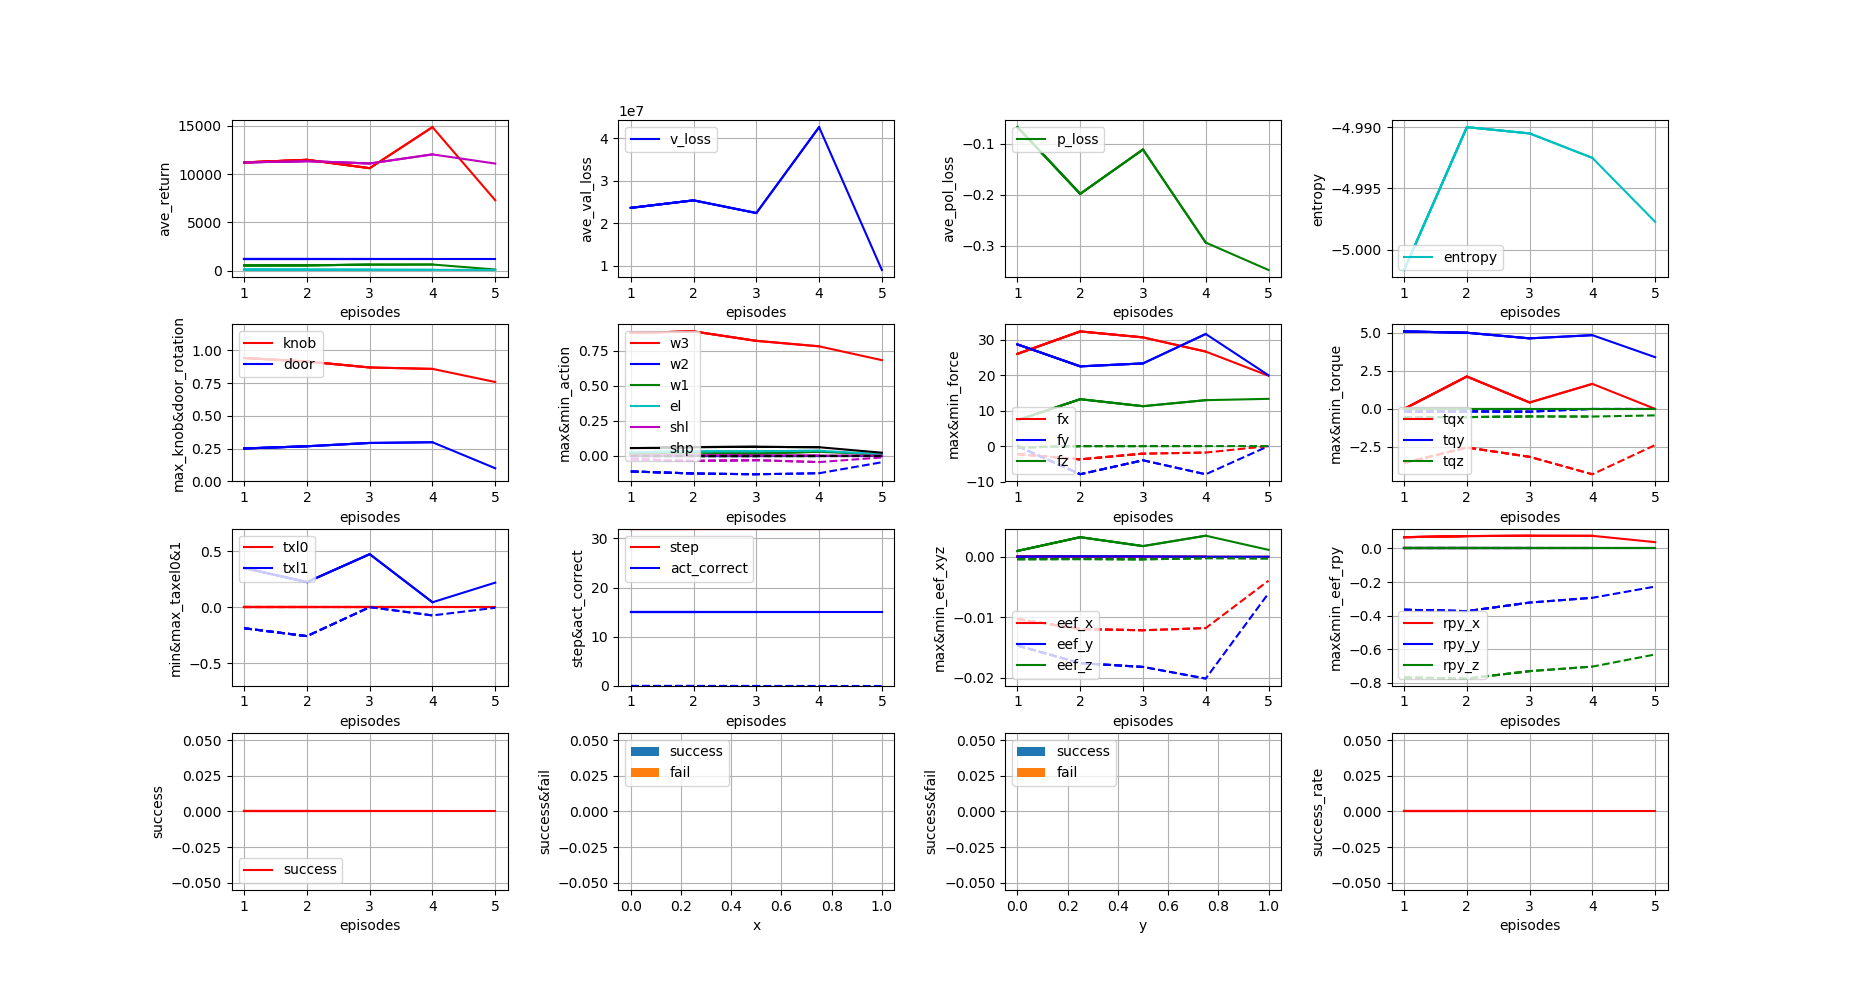 15000
10000
5000
0
ave_return
1 2 3 4 5
episodes
1e7
4
3
2
1
ave_val_loss
v_loss
1 2 3 4 5
episodes
−0.1
−0.2
−0.3
ave_pol_loss
p_loss
1 2 3 4 5
episodes
−4.990
−4.995
−5.000
entropy
entropy
1 2 3 4 5
episodes
1.00
0.75
0.50
0.25
0.00
max_knob&door_rotation
knob
door
1 2 3 4 5
episodes
0.75
0.50
0.25
0.00
max&min_action
w3
w2
w1
el
shl
shp
1 2 3 4 5
episodes
30
20
10
0
−10
max&min_force
fx
fy
fz
1 2 3 4 5
episodes
5.0
2.5
0.0
−2.5
max&min_torque
tqx
tqy
tqz
1 2 3 4 5
episodes
0.5
0.0
−0.5
min&max_taxel0&1
txl0
txl1
1 2 3 4 5
episodes
30
20
10
0
step&act_correct
step
act_correct
1 2 3 4 5
episodes
0.00
−0.01
−0.02
max&min_eef_xyz
eef_x
eef_y
eef_z
1 2 3 4 5
episodes
0.0
−0.2
−0.4
−0.6
−0.8
max&min_eef_rpy
rpy_x
rpy_y
rpy_z
1 2 3 4 5
episodes
0.050
0.025
0.000
−0.025
−0.050
success
success
1 2 3 4 5
episodes
0.050
0.025
0.000
−0.025
−0.050
success&fail
success
fail
0.0 0.2 0.4 0.6 0.8 1.0
x
0.050
0.025
0.000
−0.025
−0.050
success&fail
success
fail
0.0 0.2 0.4 0.6 0.8 1.0
y
0.050
0.025
0.000
−0.025
−0.050
success_rate
1 2 3 4 5
episodes